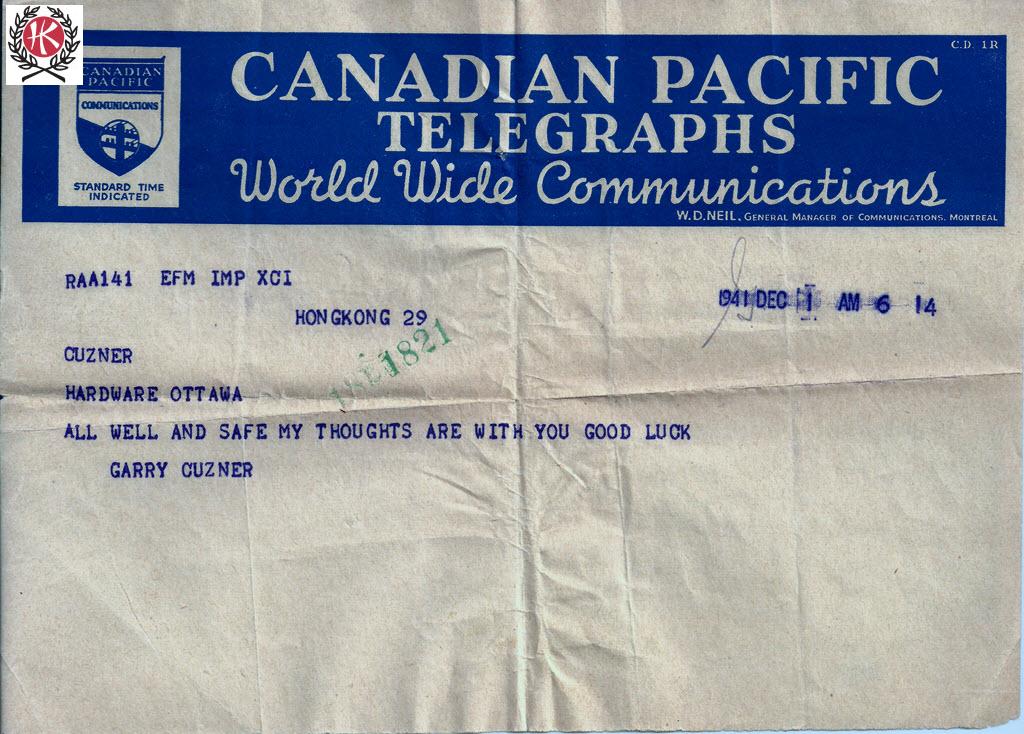 HK
C.D. 1R
CANADIAN PACIFIC
COMMUNICATIONS
STANDARD TIME
INDICATED
CANADIAN PACIFIC
TELEGRAPHS
World Wide Communications
W.D.NEIL, GENERAL MANAGER OF COMMUNICATIONS, MONTREAL
RAA141 EFM IMP XCI
1941 DEC 1 AM 6 14
HONGKONG 29
CUZNER
HARDWARE OTTAWA
ALL WELL AND SAFE MY THOUGHTS ARE WITH YOU GOOD LUCK
GARRY CUZNER